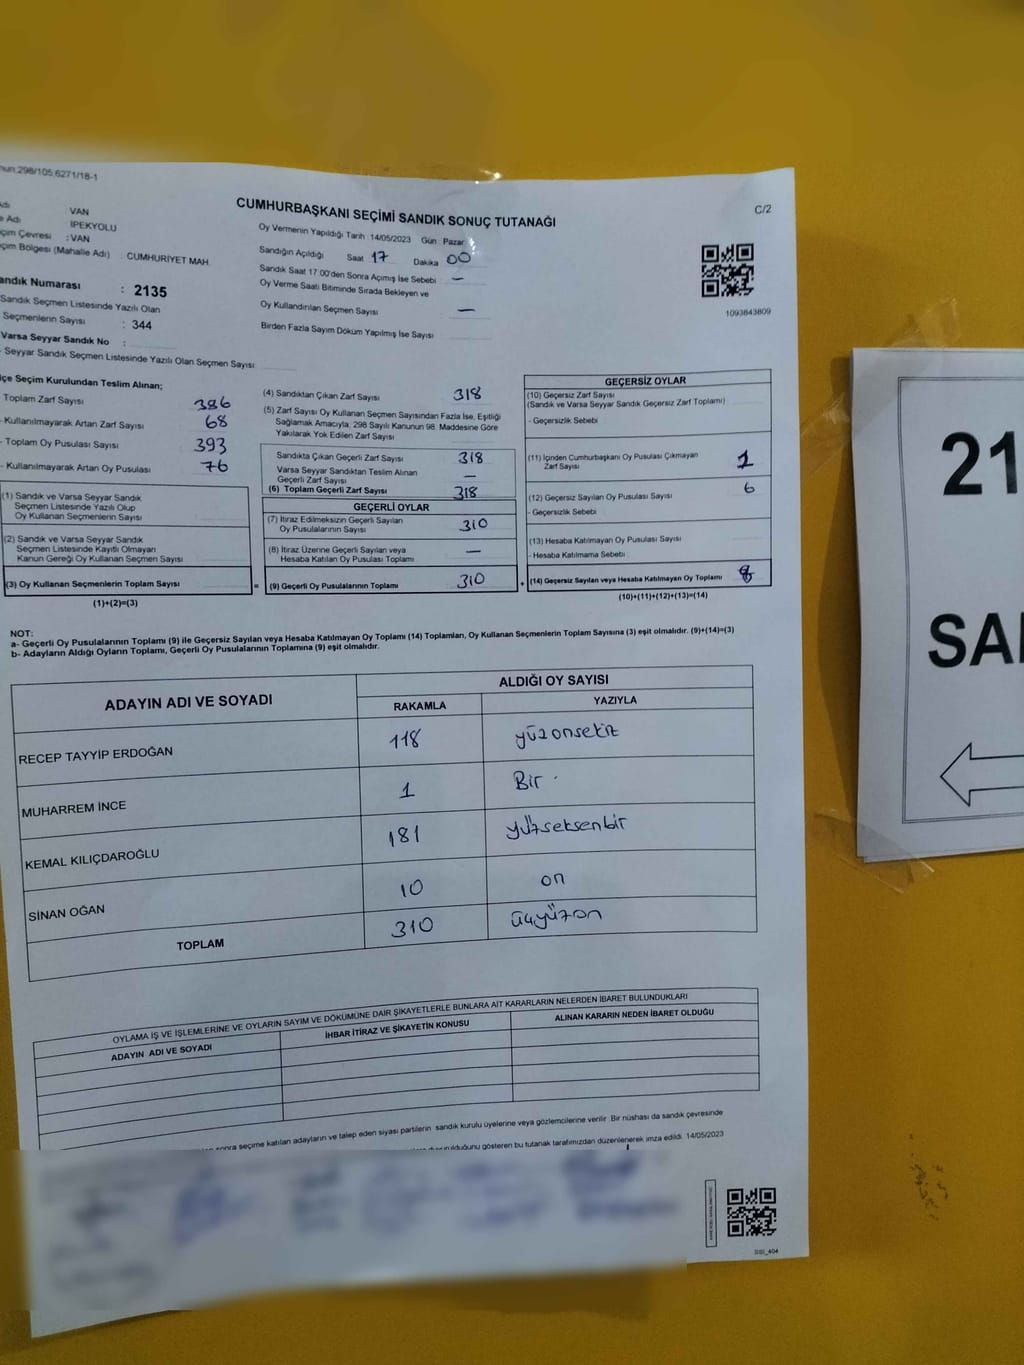 298/105.6271/18-1
CUMHURBAŞKANI SEÇİMİ SANDIK SONUÇ TUTANAĞI
C/2
Adı VAN
Adı İPEKYOLU
çim Çevresi : VAN
çim Bölgesi (Mahalle Adı) : CUMHURİYET MAH.
andık Numarası : 2135
Sandık Seçmen Listesinde Yazılı Olan
Seçmenlerin Sayısı : 344
Varsa Seyyar Sandık No :
Seyyar Sandık Seçmen Listesinde Yazılı Olan Seçmen Sayısı:
Oy Vermenin Yapıldığı Tarih :14/05/2023 Gün Pazar
Sandığın Açıldığı Saat 17 Dakika 00
Sandık Saat 17:00'den Sonra Açımış İse Sebebi —
Oy Verme Saati Bitiminde Sırada Bekleyen ve
Oy Kullandırılan Seçmen Sayısı —
Birden Fazla Sayım Döküm Yapılmış İse Sayısı
1093843809
lçe Seçim Kurulundan Teslim Alınan;
Toplam Zarf Sayısı 386
- Kullanılmayarak Artan Zarf Sayısı 68
- Toplam Oy Pusulası Sayısı 393
- Kullanılmayarak Artan Oy Pusulası 76
(1) Sandık ve Varsa Seyyar Sandık
Seçmen Listesinde Yazılı Olup
Oy Kullanan Seçmenlerin Sayısı
(2) Sandık ve Varsa Seyyar Sandık
Seçmen Listesinde Kayıtlı Olmayan
Kanun Gereği Oy Kullanan Seçmen Sayısı
(3) Oy Kullanan Seçmenlerin Toplam Sayısı
=
(1)+(2)=(3)
(4) Sandıktan Çıkan Zarf Sayısı 318
(5) Zarf Sayısı Oy Kullanan Seçmen Sayısından Fazla İse, Eşitliği
Sağlamak Amacıyla, 298 Sayılı Kanunun 98. Maddesine Göre
Yakılarak Yok Edilen Zarf Sayısı
Sandıkta Çıkan Geçerli Zarf Sayısı 318
Varsa Seyyar Sandıktan Teslim Alınan
Geçerli Zarf Sayısı —
(6) Toplam Geçerli Zarf Sayısı 318
GEÇERLİ OYLAR
(7) İtiraz Edilmeksizin Geçerli Sayılan
Oy Pusulalarının Sayısı 310
(8) İtiraz Üzerine Geçerli Sayılan veya
Hesaba Katılan Oy Pusulası Toplamı —
(9) Geçerli Oy Pusulalarının Toplamı 310
+
GEÇERSİZ OYLAR
(10) Geçersiz Zarf Sayısı
(Sandık ve Varsa Seyyar Sandık Geçersiz Zarf Toplamı)
- Geçersizlik Sebebi
(11) İçinden Cumhurbaşkanı Oy Pusulası Çıkmayan
Zarf Sayısı 1
(12) Geçersiz Sayılan Oy Pusulası Sayısı 6
- Geçersizlik Sebebi
(13) Hesaba Katılmayan Oy Pusulası Sayısı
- Hesaba Katılmama Sebebi
(14) Geçersiz Sayılan veya Hesaba Katılmayan Oy Toplamı
(10)+(11)+(12)+(13)=(14)
NOT:
a- Geçerli Oy Pusulalarının Toplamı (9) ile Geçersiz Sayılan veya Hesaba Katılmayan Oy Toplamı (14) Toplamları, Oy Kullanan Seçmenlerin Toplam Sayısına (3) eşit olmalıdır. (9)+(14)=(3)
b- Adayların Aldığı Oyların Toplamı, Geçerli Oy Pusulalarının Toplamına (9) eşit olmalıdır.
ADAYIN ADI VE SOYADI
ALDIĞI OY SAYISI
RAKAMLA YAZIYLA
RECEP TAYYİP ERDOĞAN 118 yüzonsekiz
MUHARREM İNCE 1 Bir
KEMAL KILIÇDAROĞLU 181 yüzseksenbir
SİNAN OĞAN 10 on
TOPLAM 310 üçyüzon
OYLAMA İŞ VE İŞLEMLERİNE VE OYLARIN SAYIM VE DÖKÜMÜNE DAİR ŞİKAYETLERLE BUNLARA AİT KARARLARIN NELERDEN İBARET BULUNDUKLARI
ADAYIN ADI VE SOYADI İHBAR İTİRAZ VE ŞİKAYETİN KONUSU ALINAN KARARIN NEDEN İBARET OLDUĞU
sonra seçime katılan adayların ve talep eden siyasi partilerin sandık kurulu üyelerine veya gözlemcilerine verilir. Bir nüshası da sandık çevresinde
gösteren bu tutanak tarafımızdan düzenlenerek imza edildi. 14/05/2023
SSI_404
21
SA